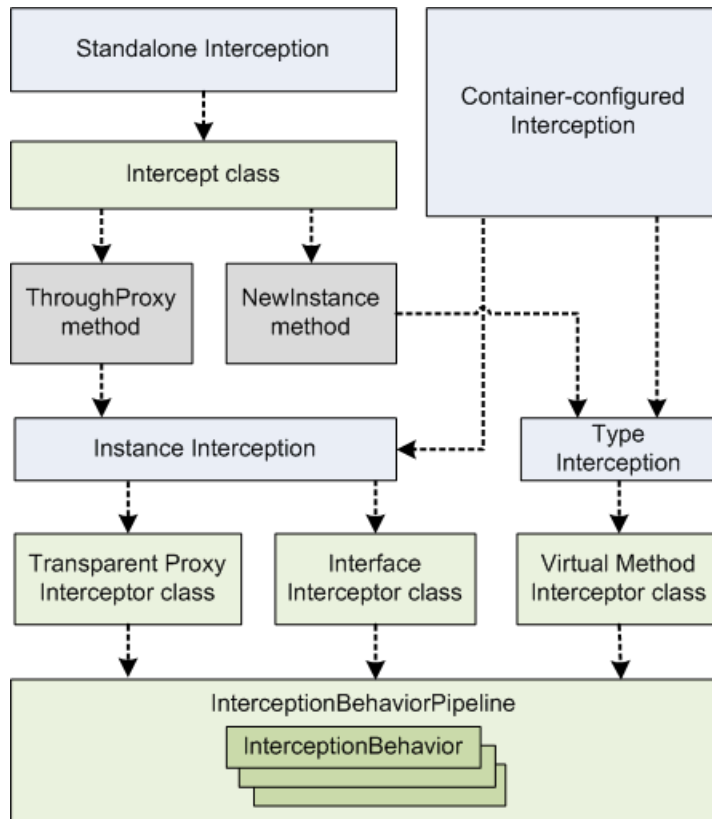 Standalone Interception
Container-configured
Interception
Intercept class
ThroughProxy
method
NewInstance
method
Instance Interception
Type
Interception
Transparent Proxy
Interceptor class
Interface
Interceptor class
Virtual Method
Interceptor class
InterceptionBehaviorPipeline
InterceptionBehavior